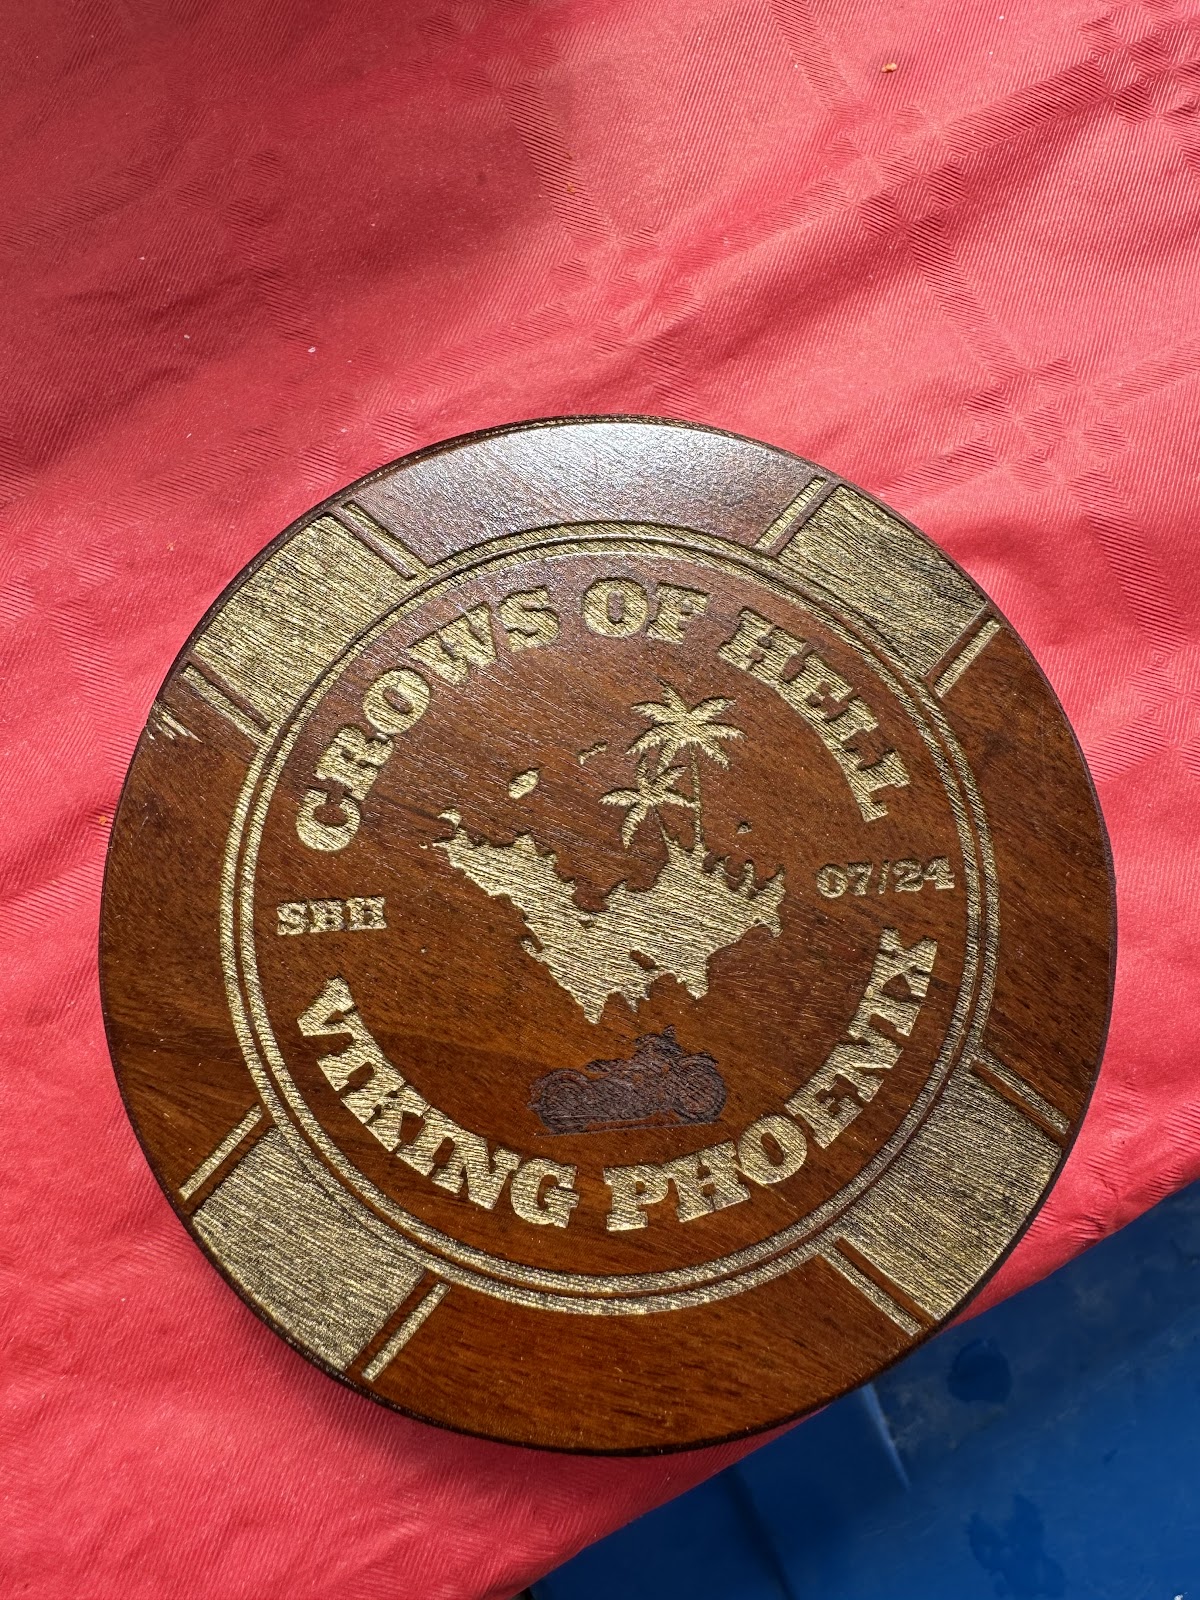 CROWS OF HELL
SBH
07/24
VIKING PHOENIX